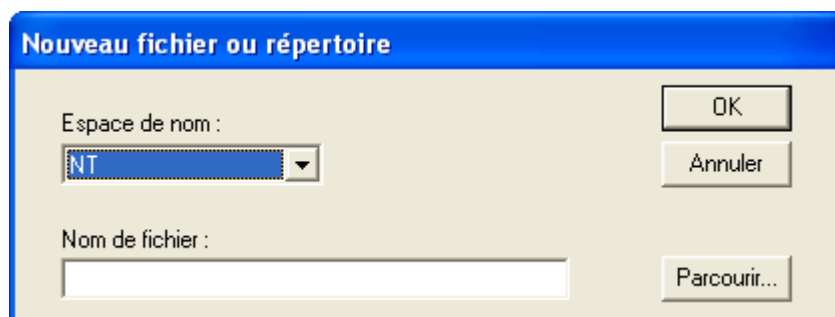 Nouveau fichier ou répertoire
Espace de nom :
OK
NT
Annuler
Nom de fichier :
Parcourir...